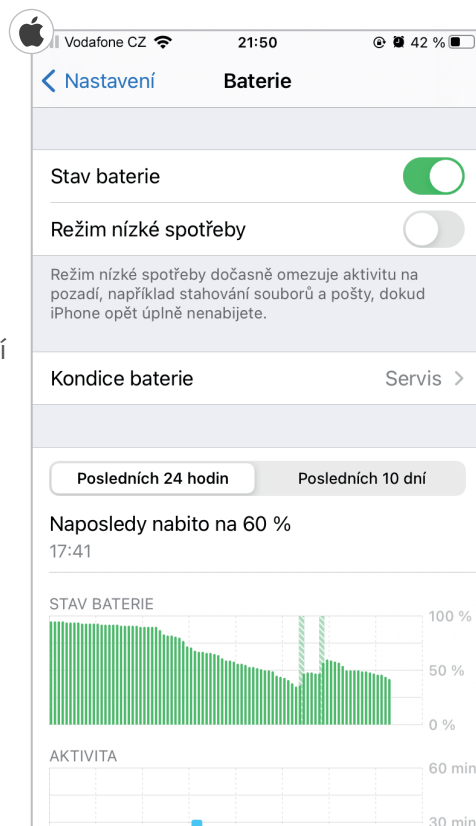 Vodafone CZ 21:50 42 %
Nastavení Baterie
Stav baterie
Režim nízké spotřeby
Režim nízké spotřeby dočasně omezuje aktivitu na
pozadí, například stahování souborů a pošty, dokud
iPhone opět úplně nenabijete.
í
Kondice baterie Servis
Posledních 24 hodin Posledních 10 dní
Naposledy nabito na 60 %
17:41
STAV BATERIE
100 %
50 %
0 %
AKTIVITA
60 min
30 min